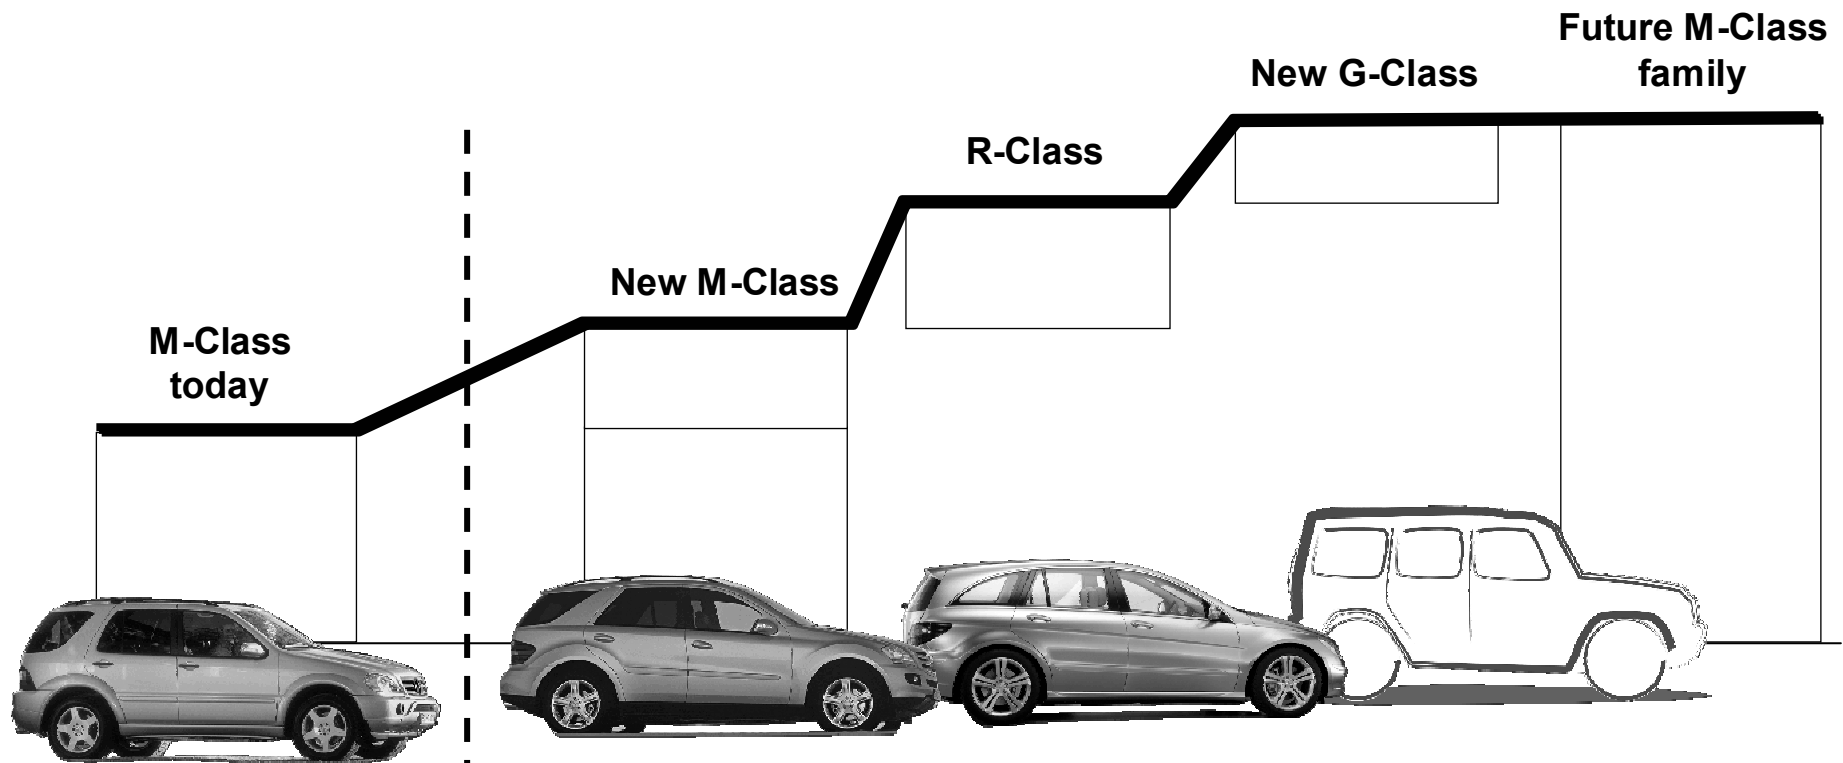 M-Class
today
New M-Class
R-Class
New G-Class
Future M-Class
family